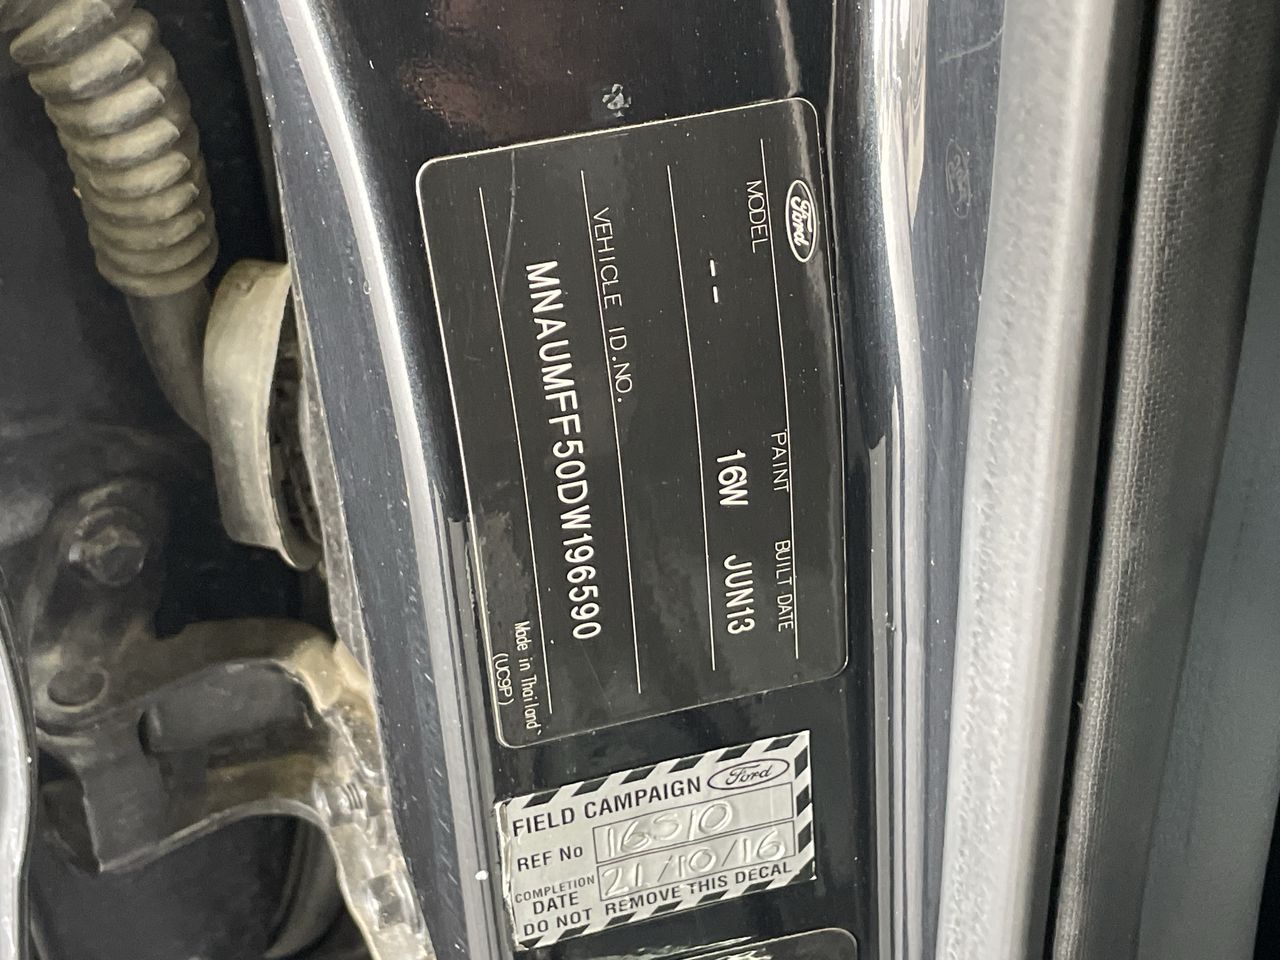 Ford
MODEL PAINT BUILT DATE
-- 16W JUN13
VEHICLE ID.NO.
MNAUMFF50DW196590
Made in Thailand
(UC9P)
FIELD CAMPAIGN Ford
REF No 16S10
COMPLETION DATE 21/10/16
DO NOT REMOVE THIS DECAL